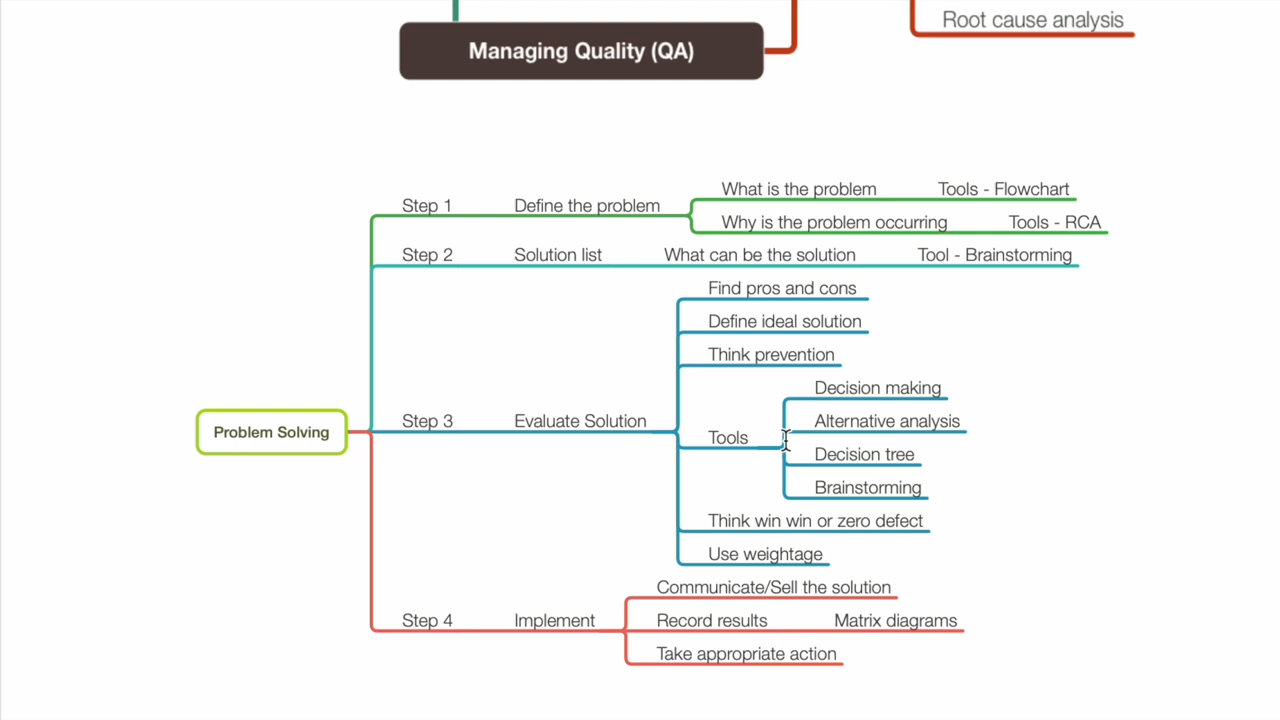 Root cause analysis
Managing Quality (QA)
Problem Solving
Step 1
Define the problem
What is the problem
Tools - Flowchart
Why is the problem occurring
Tools - RCA
Step 2
Solution list
What can be the solution
Tool - Brainstorming
Step 3
Evaluate Solution
Find pros and cons
Define ideal solution
Think prevention
Tools
Decision making
Alternative analysis
Decision tree
Brainstorming
Think win win or zero defect
Use weightage
Step 4
Implement
Communicate/Sell the solution
Record results
Matrix diagrams
Take appropriate action